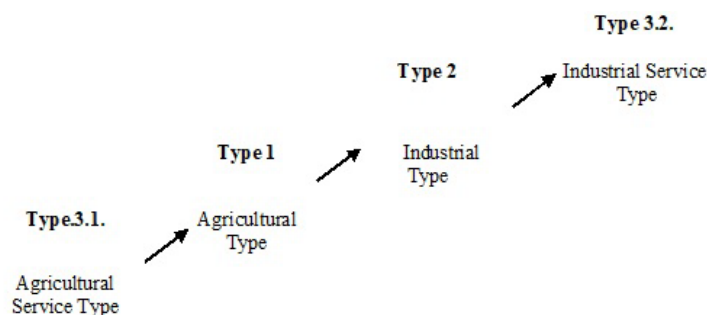 Type 3.2.
Industrial Service
Type
Type 2
Industrial
Type
Type 1
Agricultural
Type
Type.3.1.
Agricultural
Service Type